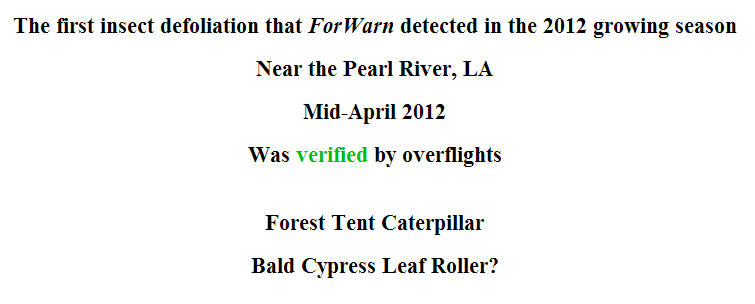 The first insect defoliation that ForWarn detected in the 2012 growing season
Near the Pearl River, LA
Mid-April 2012
Was verified by overflights
Forest Tent Caterpillar
Bald Cypress Leaf Roller?